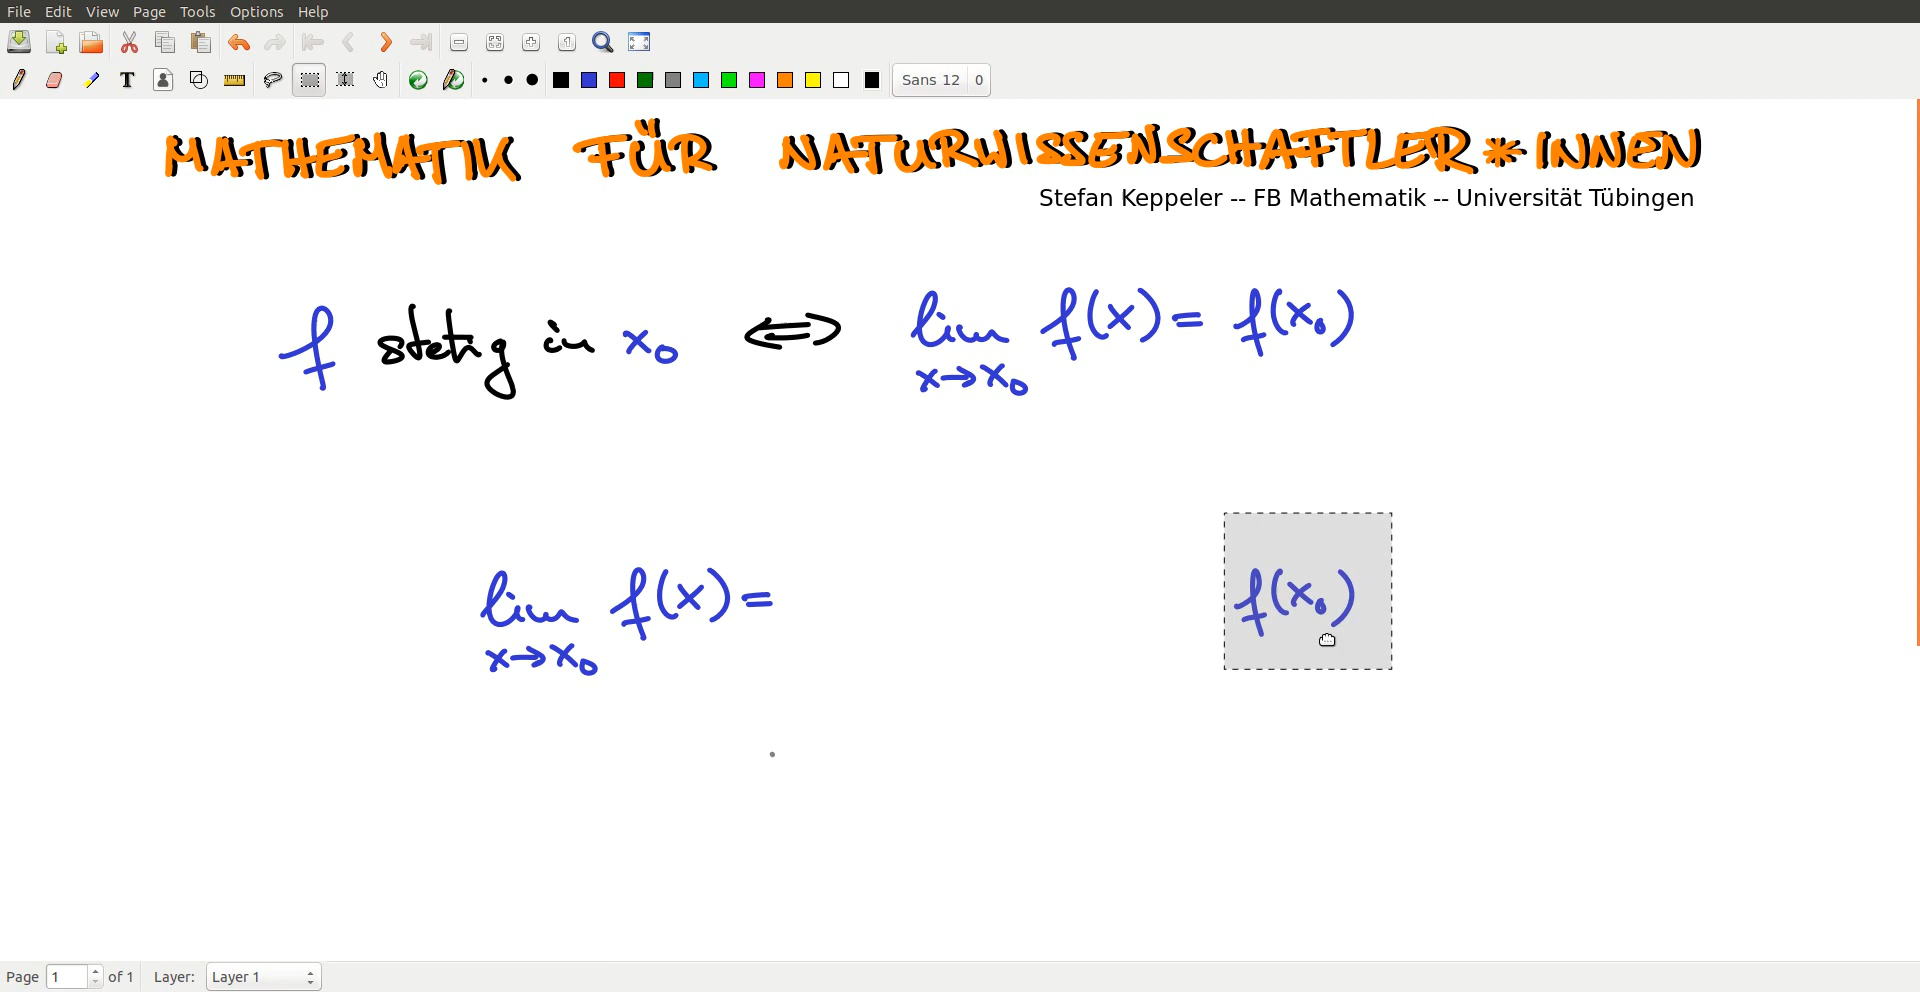 File Edit View Page Tools Options Help
Sans 12 0
MATHEMATIK FÜR NATURWISSENSCHAFTLER*INNEN
Stefan Keppeler -- FB Mathematik -- Universität Tübingen
f stetig in x₀ ⟺ lim f(x) = f(x₀)
x→x₀
lim f(x) = f(x₀)
x→x₀
Page 1 of 1 Layer: Layer 1